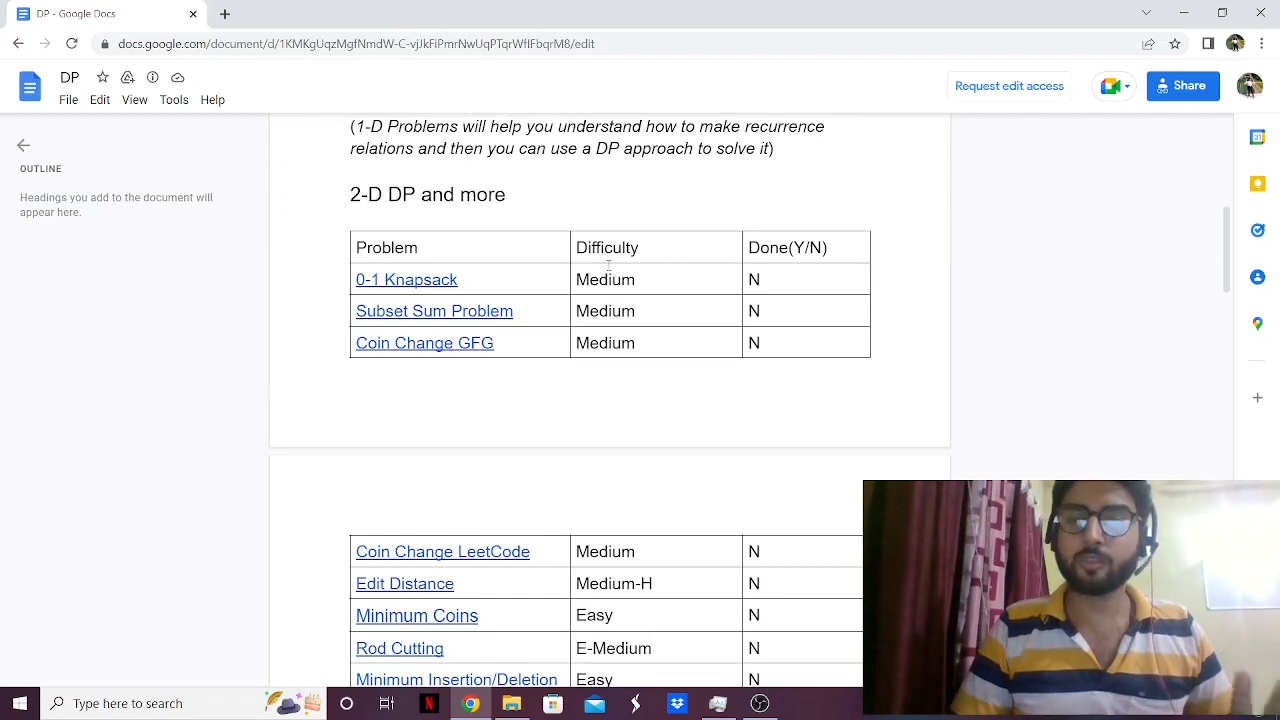 DP - Google Docs
docs.google.com/document/d/1KMKgUqzMgfNmdW-C-vjJkFiPmrNwUqPTqrWftEhqrM8/edit
DP
File Edit View Tools Help
Request edit access
Share
OUTLINE
Headings you add to the document will
appear here.
(1-D Problems will help you understand how to make recurrence
relations and then you can use a DP approach to solve it)
2-D DP and more
Problem Difficulty Done(Y/N)
0-1 Knapsack Medium N
Subset Sum Problem Medium N
Coin Change GFG Medium N
Coin Change LeetCode Medium N
Edit Distance Medium-H N
Minimum Coins Easy N
Rod Cutting E-Medium N
Minimum Insertion/Deletion Easy N
Type here to search